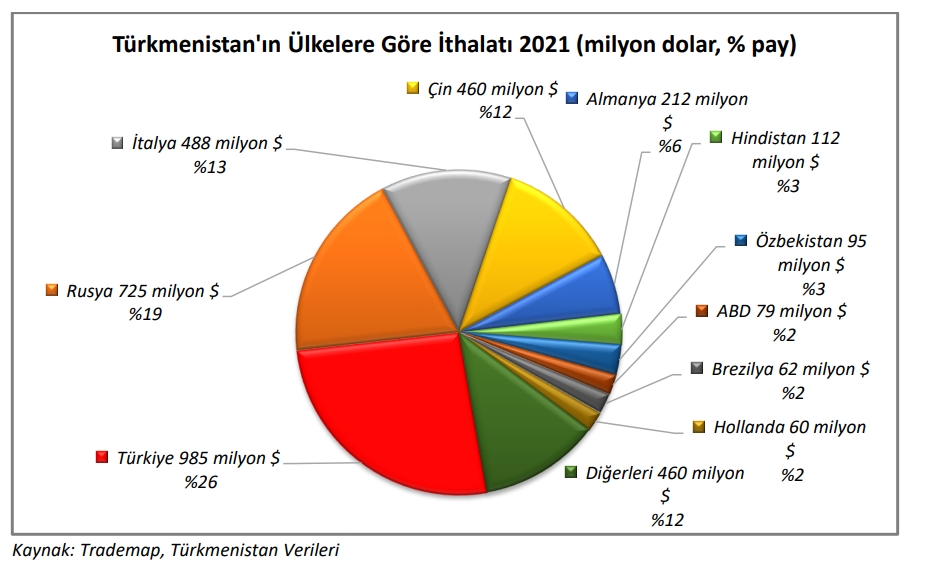 Türkmenistan'ın Ülkelere Göre İthalatı 2021 (milyon dolar, % pay)
Çin 460 milyon $
%12
Almanya 212 milyon
$
%6
Hindistan 112
milyon $
%3
İtalya 488 milyon $
%13
Özbekistan 95
milyon $
%3
Rusya 725 milyon $
%19
ABD 79 milyon $
%2
Brezilya 62 milyon $
%2
Hollanda 60 milyon
$
%2
Türkiye 985 milyon $
%26
Diğerleri 460 milyon
$
%12
Kaynak: Trademap, Türkmenistan Verileri